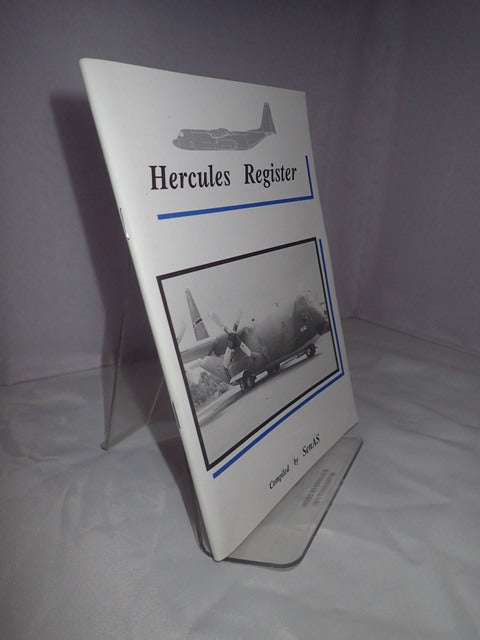 Hercules Register
Compiled by SenAS